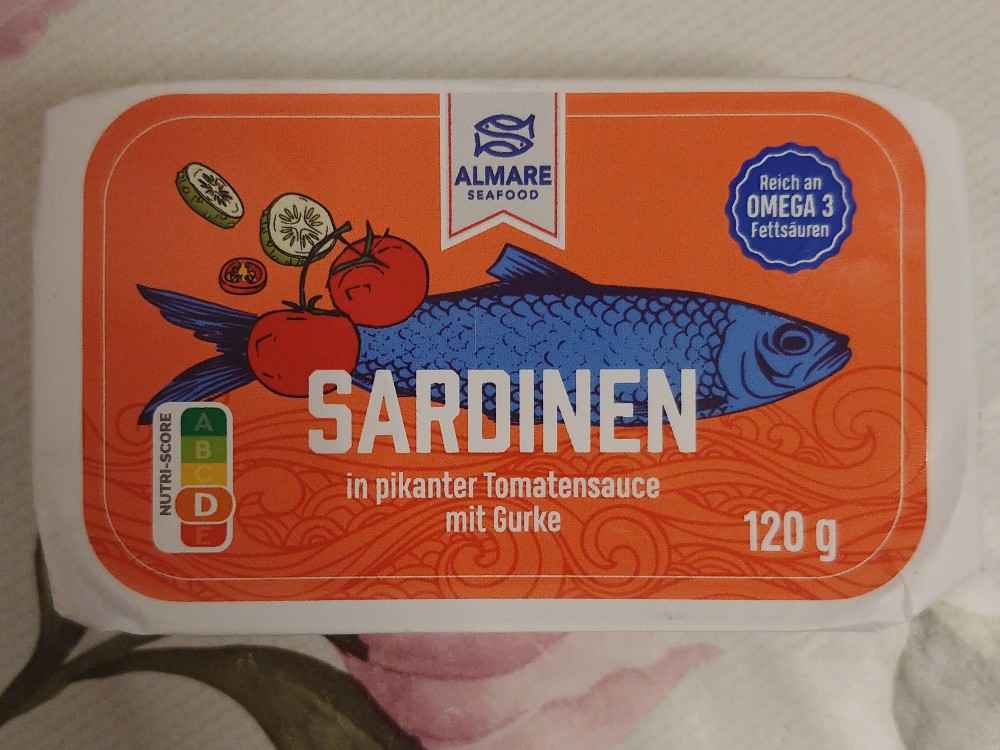 ALMARE
SEAFOOD
Reich an
OMEGA 3
Fettsäuren
SARDINEN
in pikanter Tomatensauce
mit Gurke
120 g
NUTRI-SCORE
A
B
C
D
E